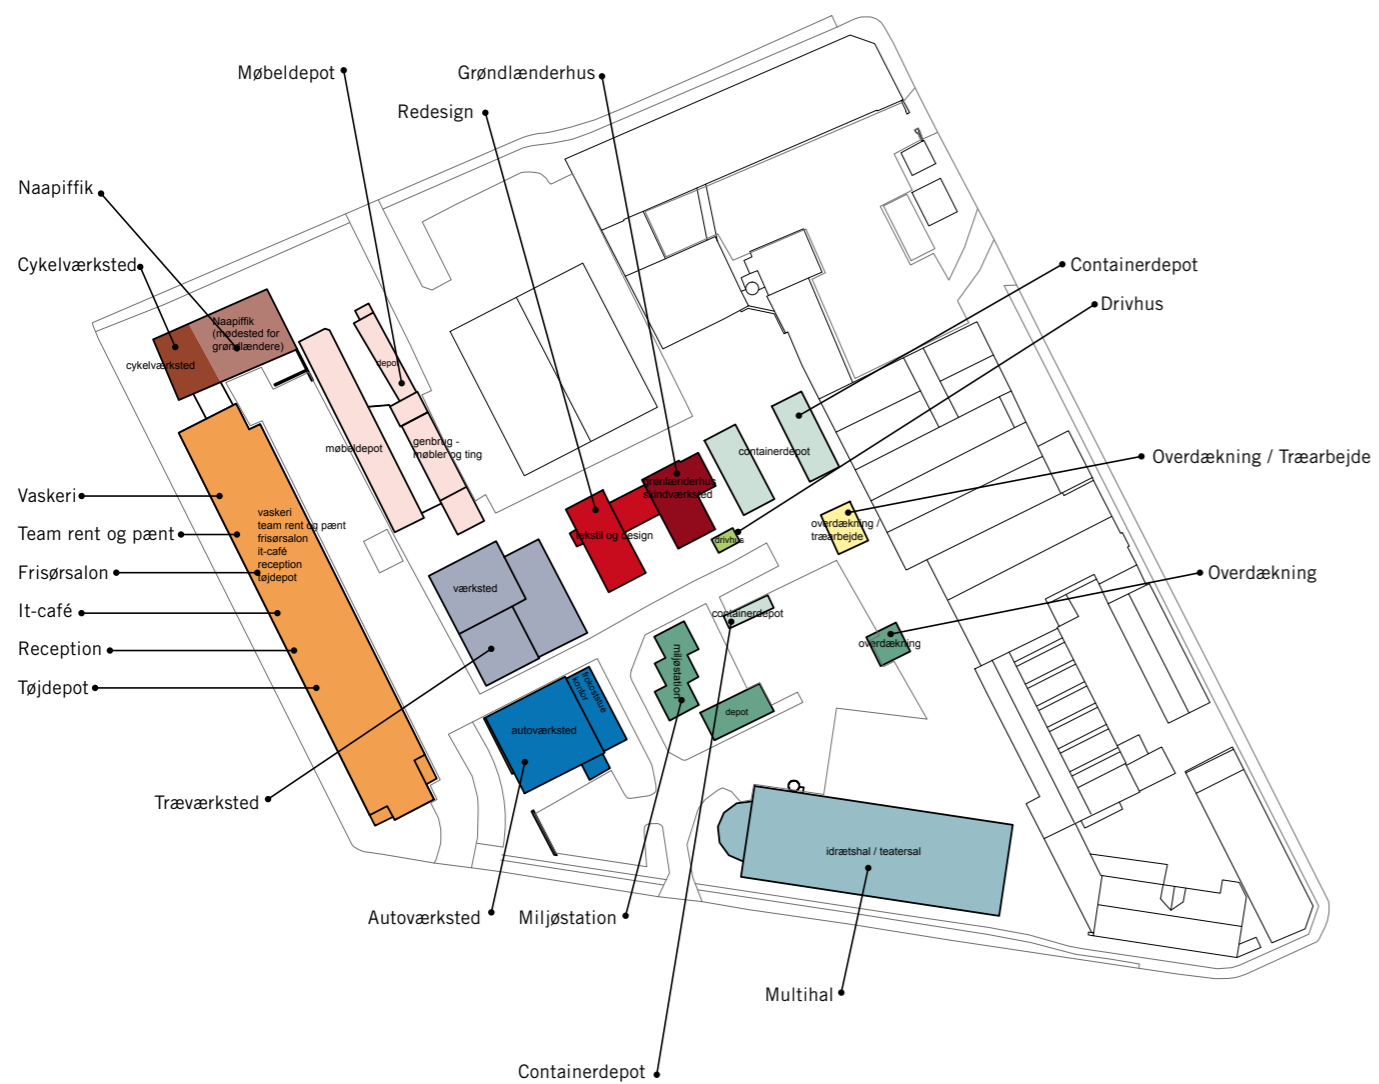 Møbeldepot
Grøndlænderhus
Redesign
Naapiffik
Cykelværksted
Containerdepot
Drivhus
Overdækning / Træarbejde
Overdækning
Vaskeri
Team rent og pænt
Frisørsalon
It-café
Reception
Tøjdepot
Træværksted
Autoværksted
Miljøstation
Multihal
Containerdepot
Naapiffik
(mødested for
grøndlændere)
cykelværksted
depot
møbeldepot
genbrug -
møbler og ting
vaskeri
team rent og pænt
frisørsalon
it-café
reception
tøjdepot
værksted
tekstil og design
grønlænderhus
skindværksted
containerdepot
drivhus
overdækning /
træarbejde
containerdepot
overdækning
miljøstation
depot
frokoststue
kontor
autoværksted
idrætshal / teatersal